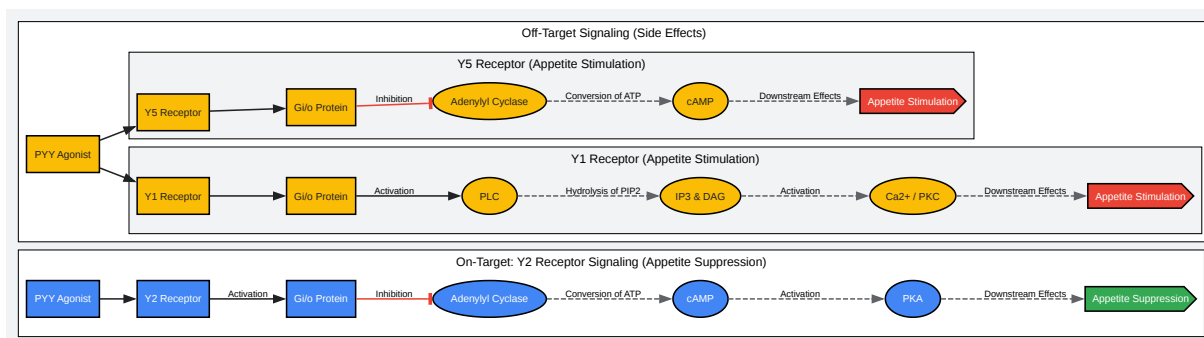 Off-Target Signaling (Side Effects)
Y5 Receptor (Appetite Stimulation)
Y5 Receptor
Gi/o Protein
Inhibition
Adenylyl Cyclase
Conversion of ATP
cAMP
Downstream Effects
Appetite Stimulation
PYY Agonist
Y1 Receptor (Appetite Stimulation)
Y1 Receptor
Gi/o Protein
Activation
PLC
Hydrolysis of PIP2
IP3 & DAG
Activation
Ca2+ / PKC
Downstream Effects
Appetite Stimulation
On-Target: Y2 Receptor Signaling (Appetite Suppression)
PYY Agonist
Y2 Receptor
Activation
Gi/o Protein
Inhibition
Adenylyl Cyclase
Conversion of ATP
cAMP
Activation
PKA
Downstream Effects
Appetite Suppression